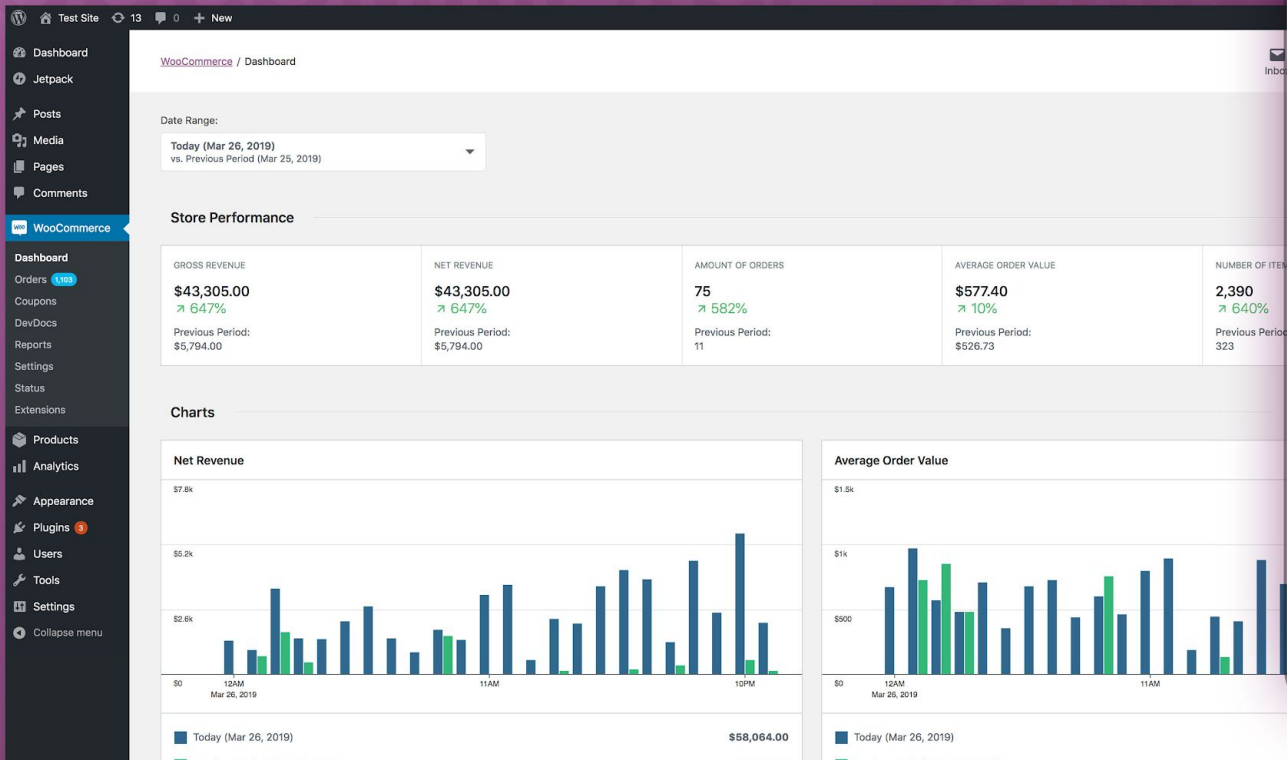 Test Site 13 0 New
Dashboard
Jetpack
Posts
Media
Pages
Comments
WooCommerce
Dashboard
Orders 1,103
Coupons
DevDocs
Reports
Settings
Status
Extensions
Products
Analytics
Appearance
Plugins 3
Users
Tools
Settings
Collapse menu
WooCommerce / Dashboard
Date Range:
Today (Mar 26, 2019)
vs. Previous Period (Mar 25, 2019)
Store Performance
GROSS REVENUE
$43,305.00
647%
Previous Period:
$5,794.00
NET REVENUE
$43,305.00
647%
Previous Period:
$5,794.00
AMOUNT OF ORDERS
75
582%
Previous Period:
11
AVERAGE ORDER VALUE
$577.40
10%
Previous Period:
$526.73
NUMBER OF
2,390
640%
Previous
323
Charts
Net Revenue
$7.8k
$5.2k
$2.6k
$0
12AM 11AM 10PM
Mar 26, 2019
Today (Mar 26, 2019) $58,064.00
Average Order Value
$1.5k
$1k
$500
$0
12AM 11AM
Mar 26, 2019
Today (Mar 26, 2019)